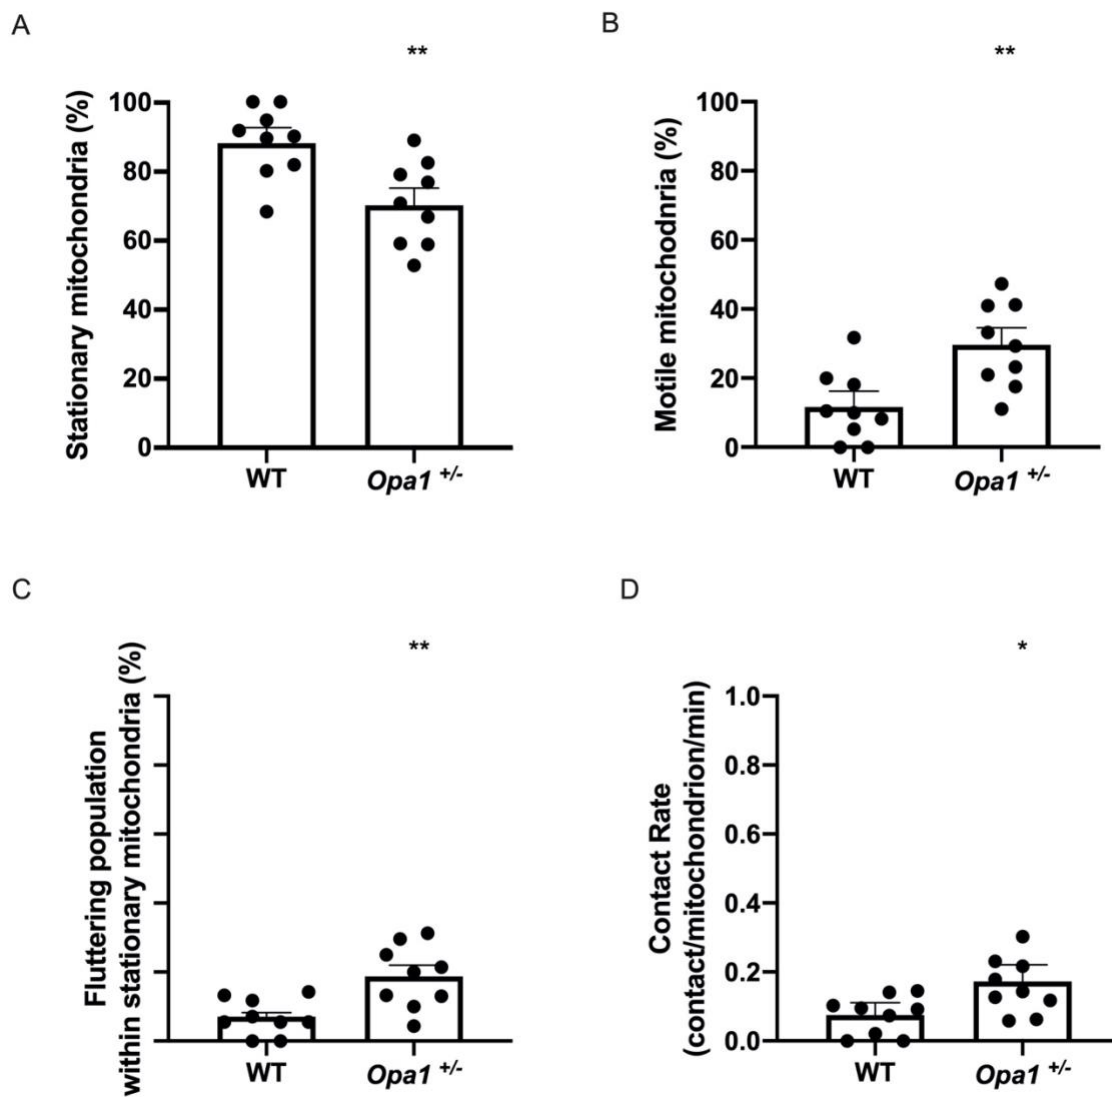 A
**
Stationary mitochondria (%)
100
80
60
40
20
0
WT
Opa1 +/-
B
**
Motile mitochodnria (%)
100
80
60
40
20
0
WT
Opa1 +/-
C
**
Fluttering population
within stationary mitochondria (%)
WT
Opa1 +/-
D
*
Contact Rate
(contact/mitochondrion/min)
1.0
0.8
0.6
0.4
0.2
0.0
WT
Opa1 +/-